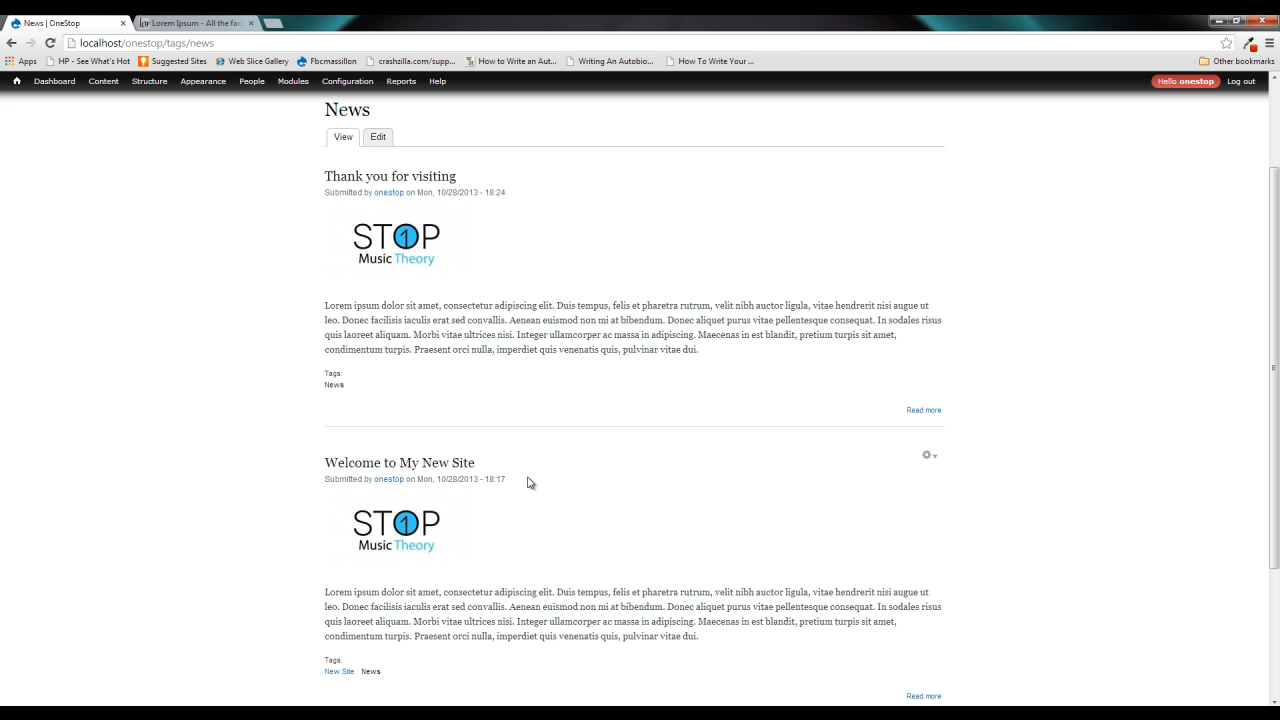 News | OneStop
Lorem Ipsum - All the fac
localhost/onestop/tags/news
Apps HP - See What's Hot Suggested Sites Web Slice Gallery Fbcmassillon crashzilla.com/supp... How to Write an Aut... Writing An Autobio... How To Write Your ... Other bookmarks
Dashboard Content Structure Appearance People Modules Configuration Reports Help Hello onestop Log out
News
View Edit
Thank you for visiting
Submitted by onestop on Mon, 10/28/2013 - 18:24
ST1P
Music Theory
Lorem ipsum dolor sit amet, consectetur adipiscing elit. Duis tempus, felis et pharetra rutrum, velit nibh auctor ligula, vitae hendrerit nisi augue ut
leo. Donec facilisis iaculis erat sed convallis. Aenean euismod non mi at bibendum. Donec aliquet purus vitae pellentesque consequat. In sodales risus
quis laoreet aliquam. Morbi vitae ultrices nisi. Integer ullamcorper ac massa in adipiscing. Maecenas in est blandit, pretium turpis sit amet,
condimentum turpis. Praesent orci nulla, imperdiet quis venenatis quis, pulvinar vitae dui.
Tags:
News
Read more
Welcome to My New Site
Submitted by onestop on Mon, 10/28/2013 - 18:17
ST1P
Music Theory
Lorem ipsum dolor sit amet, consectetur adipiscing elit. Duis tempus, felis et pharetra rutrum, velit nibh auctor ligula, vitae hendrerit nisi augue ut
leo. Donec facilisis iaculis erat sed convallis. Aenean euismod non mi at bibendum. Donec aliquet purus vitae pellentesque consequat. In sodales risus
quis laoreet aliquam. Morbi vitae ultrices nisi. Integer ullamcorper ac massa in adipiscing. Maecenas in est blandit, pretium turpis sit amet,
condimentum turpis. Praesent orci nulla, imperdiet quis venenatis quis, pulvinar vitae dui.
Tags:
New Site News
Read more